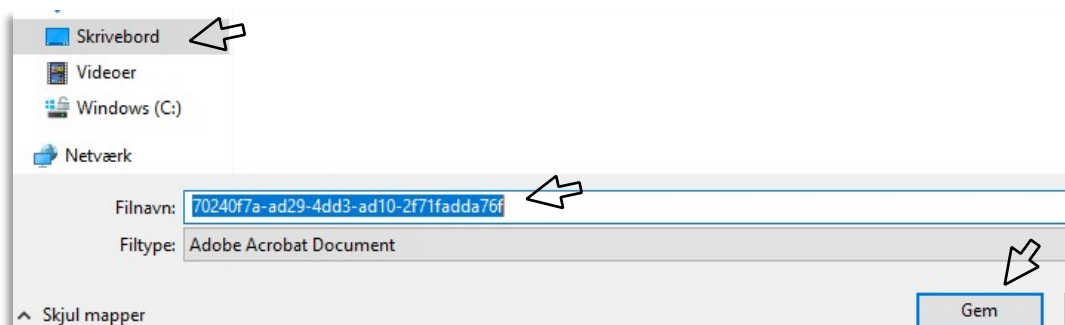 Skrivebord
Videoer
Windows (C:)
Netværk
Filnavn: 70240f7a-ad29-4dd3-ad10-2f71fadda76f
Filtype: Adobe Acrobat Document
Skjul mapper
Gem